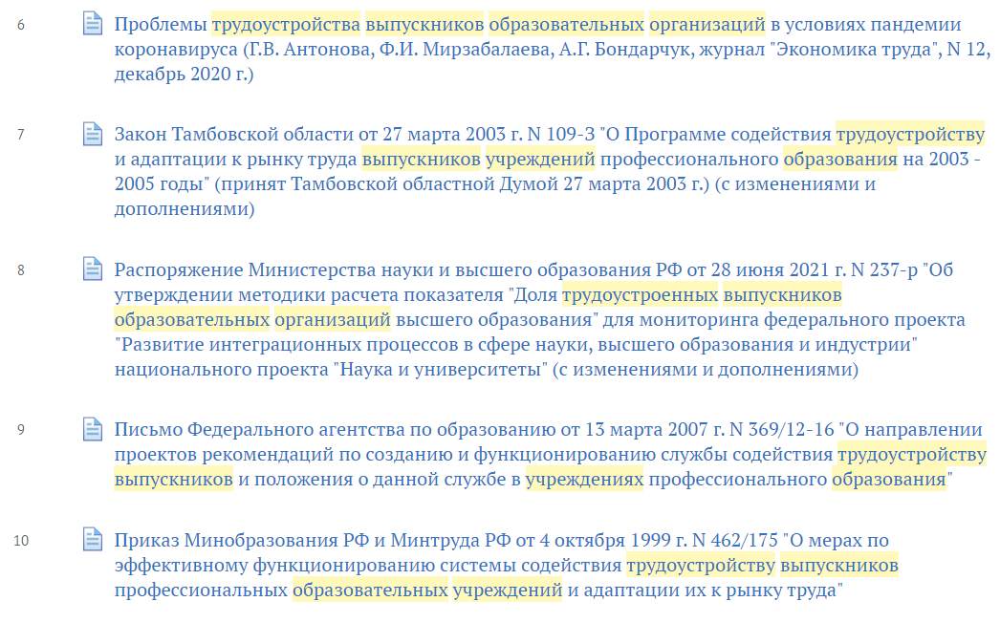 6 Проблемы трудоустройства выпускников образовательных организаций в условиях пандемии
коронавируса (Г.В. Антонова, Ф.И. Мирзабалаева, А.Г. Бондарчук, журнал "Экономика труда", N 12,
декабрь 2020 г.)
7 Закон Тамбовской области от 27 марта 2003 г. N 109-З "О Программе содействия трудоустройству
и адаптации к рынку труда выпускников учреждений профессионального образования на 2003 -
2005 годы" (принят Тамбовской областной Думой 27 марта 2003 г.) (с изменениями и
дополнениями)
8 Распоряжение Министерства науки и высшего образования РФ от 28 июня 2021 г. N 237-р "Об
утверждении методики расчета показателя "Доля трудоустроенных выпускников
образовательных организаций высшего образования" для мониторинга федерального проекта
"Развитие интеграционных процессов в сфере науки, высшего образования и индустрии"
национального проекта "Наука и университеты" (с изменениями и дополнениями)
9 Письмо Федерального агентства по образованию от 13 марта 2007 г. N 369/12-16 "О направлении
проектов рекомендаций по созданию и функционированию службы содействия трудоустройству
выпускников и положения о данной службе в учреждениях профессионального образования"
10 Приказ Минобразования РФ и Минтруда РФ от 4 октября 1999 г. N 462/175 "О мерах по
эффективному функционированию системы содействия трудоустройству выпускников
профессиональных образовательных учреждений и адаптации их к рынку труда"